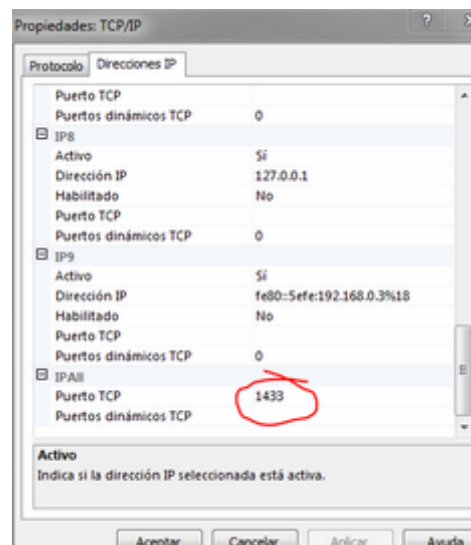 Propiedades: TCP/IP
Protocolo Direcciones IP
Puerto TCP
Puertos dinámicos TCP 0
IP8
Activo Sí
Dirección IP 127.0.0.1
Habilitado No
Puerto TCP
Puertos dinámicos TCP 0
IP9
Activo Sí
Dirección IP fe80::5efe:192.168.0.3%18
Habilitado No
Puerto TCP
Puertos dinámicos TCP 0
IPAll
Puerto TCP 1433
Puertos dinámicos TCP
Activo
Indica si la dirección IP seleccionada está activa.
Aceptar Cancelar Aplicar Ayuda